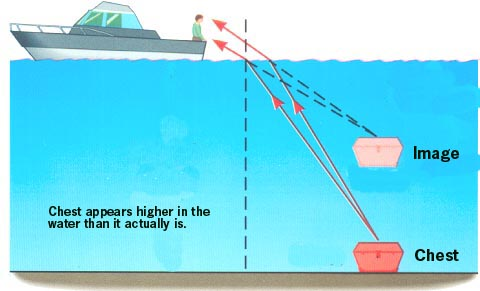 Image
Chest appears higher in the
water than it actually is.
Chest